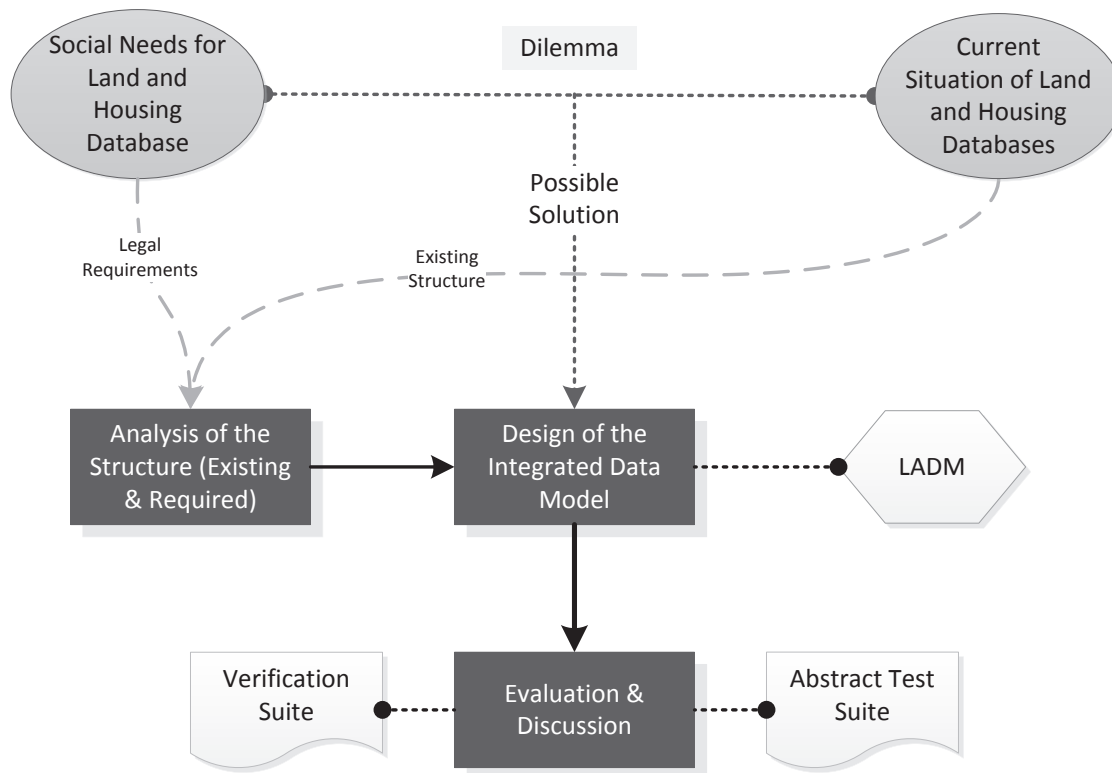 Social Needs for
Land and
Housing
Database
Dilemma
Current
Situation of Land
and Housing
Databases
Possible
Solution
Legal
Requirements
Existing
Structure
Analysis of the
Structure (Existing
& Required)
Design of the
Integrated Data
Model
LADM
Verification
Suite
Evaluation &
Discussion
Abstract Test
Suite